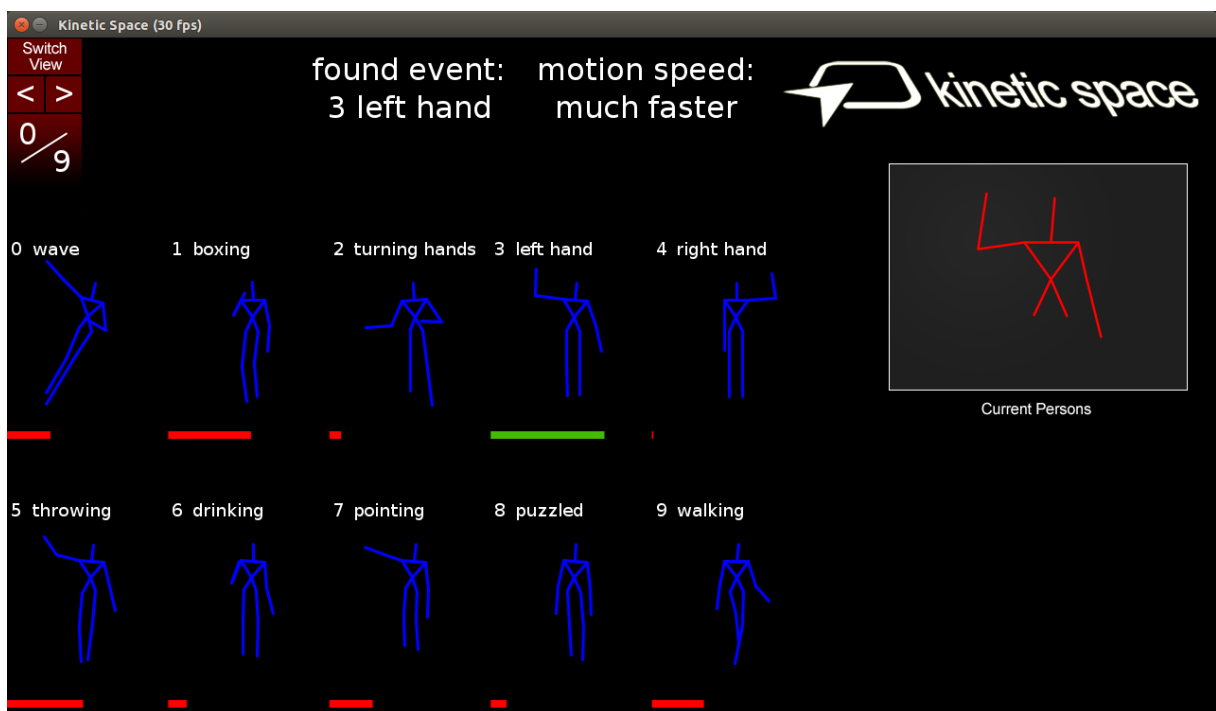 Kinetic Space (30 fps)
Switch
View
< >
0/9
found event:
3 left hand
motion speed:
much faster
kinetic space
0 wave
1 boxing
2 turning hands
3 left hand
4 right hand
Current Persons
5 throwing
6 drinking
7 pointing
8 puzzled
9 walking